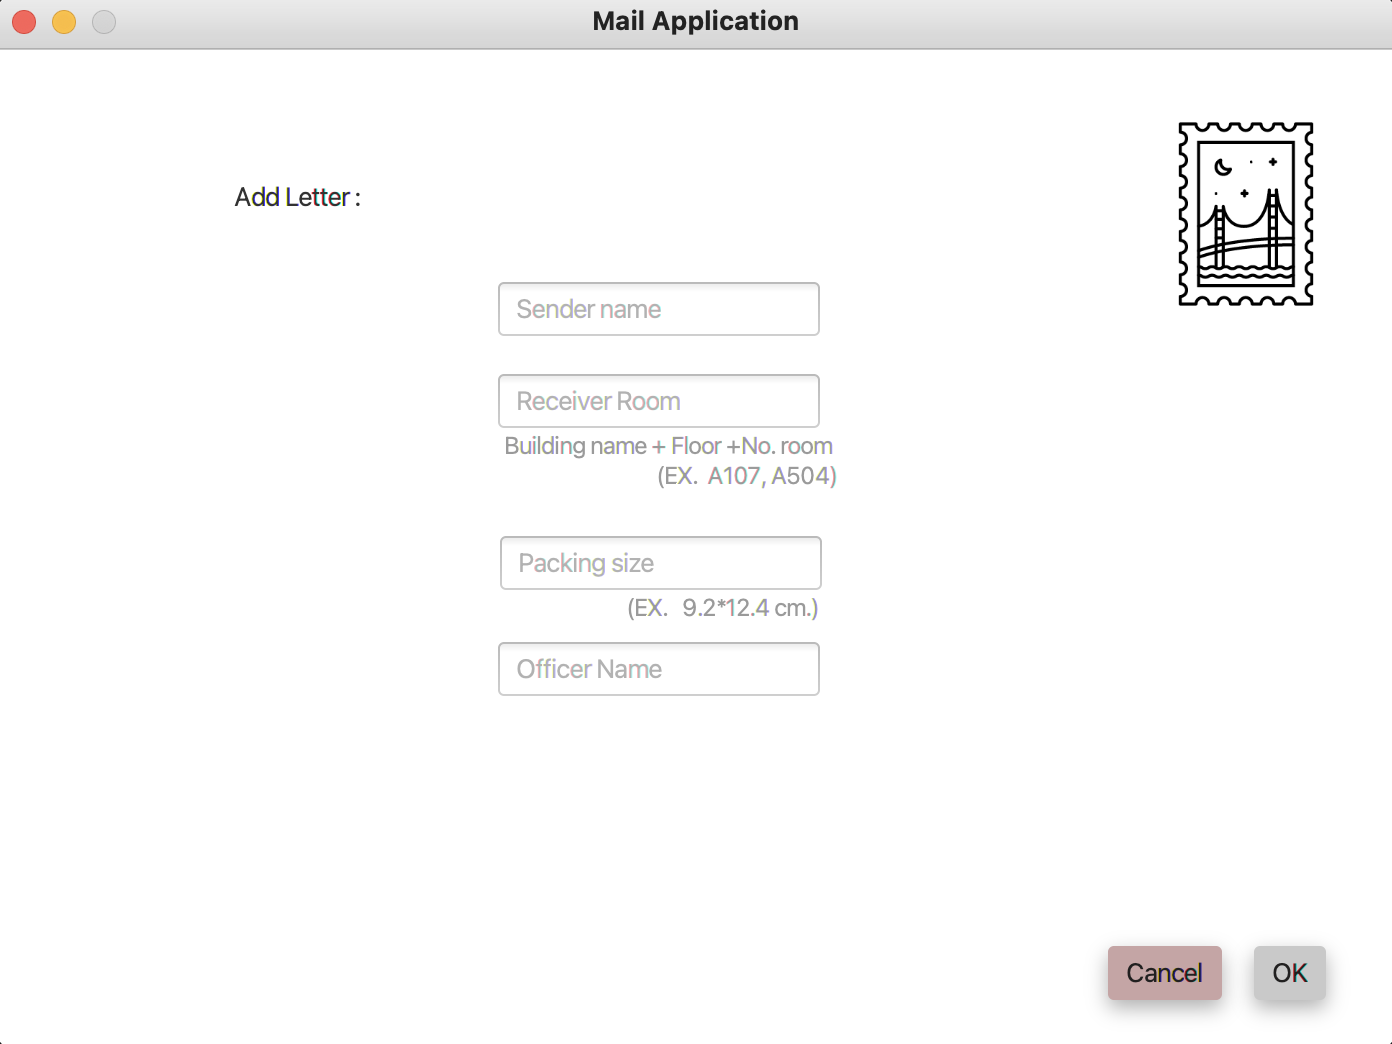 Mail Application
Add Letter :
Sender name
Receiver Room
Building name + Floor +No. room
(EX.  A107, A504)
Packing size
(EX.   9.2*12.4 cm.)
Officer Name
Cancel
OK